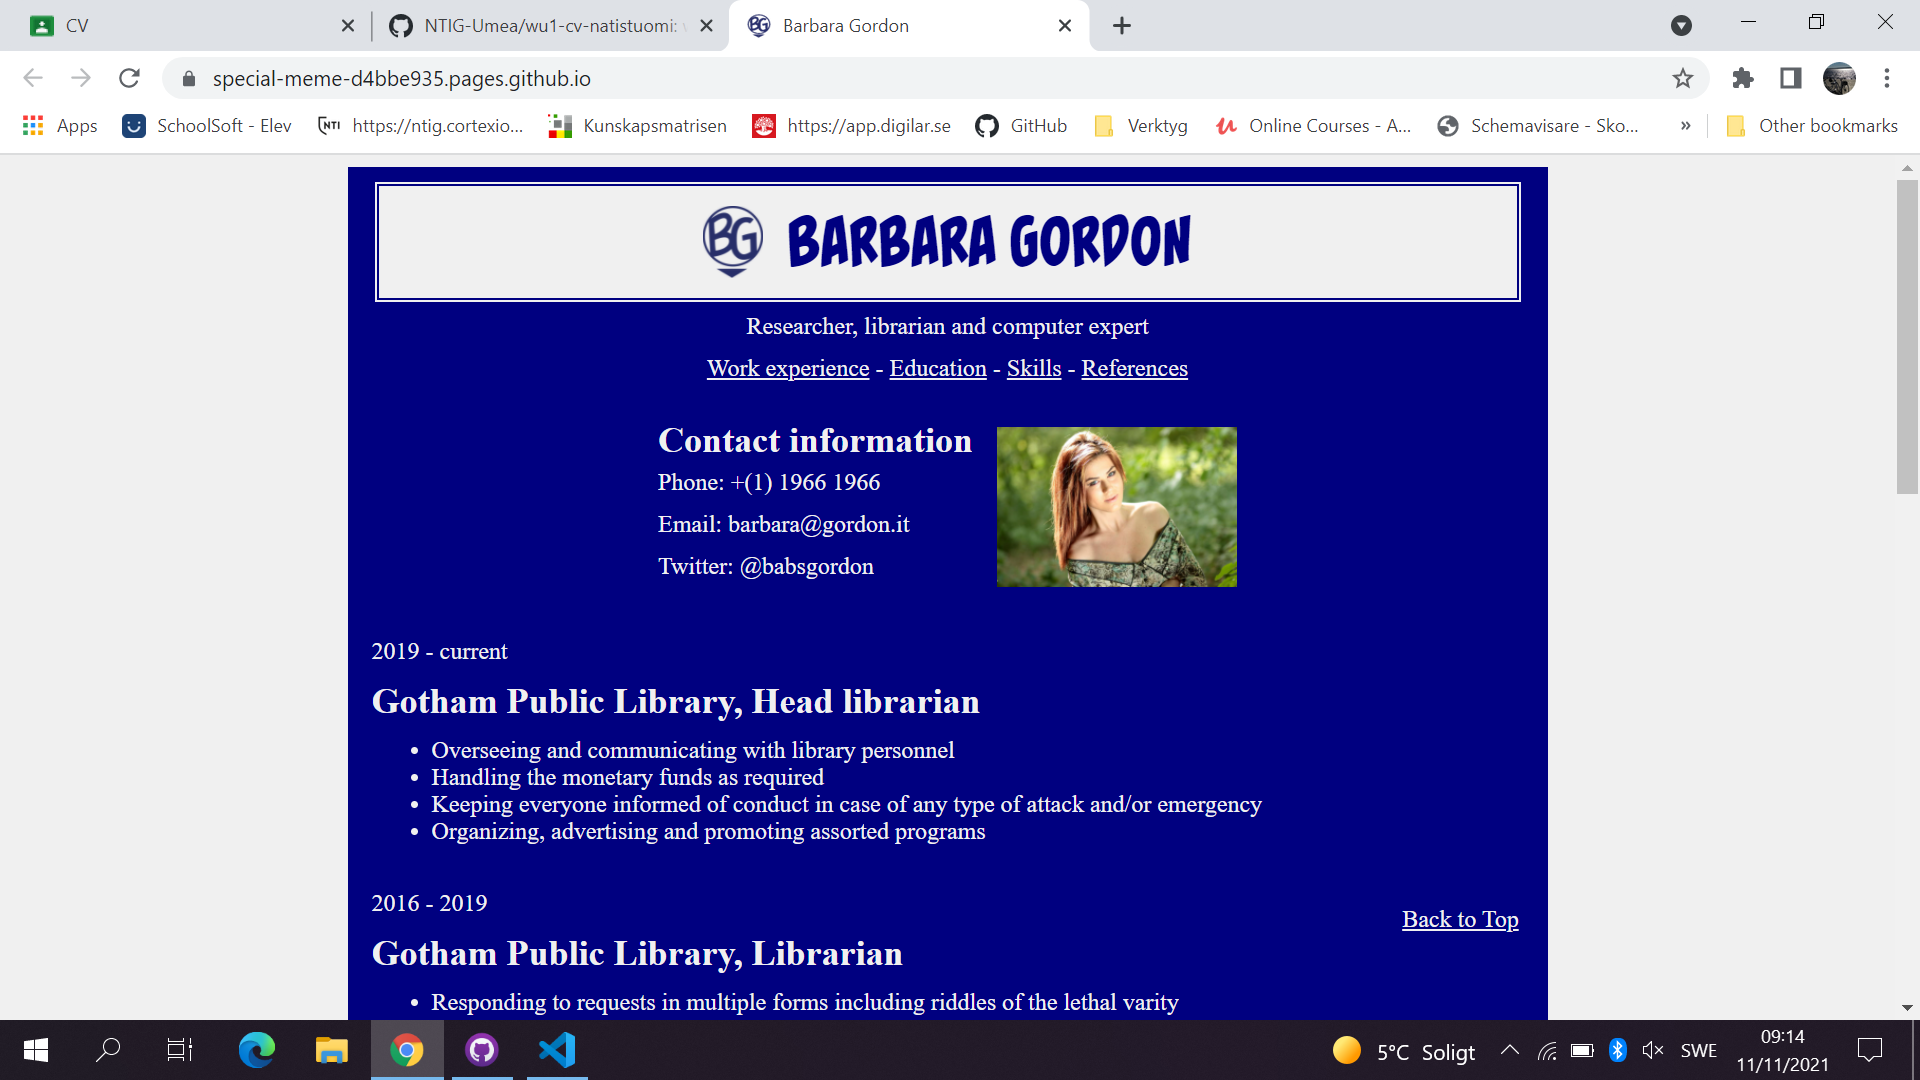 CV
NTIG-Umea/wu1-cv-natistuomi:
Barbara Gordon
special-meme-d4bbe935.pages.github.io
Apps
SchoolSoft - Elev
NTI
https://ntig.cortexio...
Kunskapsmatrisen
https://app.digilar.se
GitHub
Verktyg
Online Courses - A...
Schemavisare - Sko...
»
Other bookmarks
BG BARBARA GORDON
Researcher, librarian and computer expert
Work experience - Education - Skills - References
Contact information
Phone: +(1) 1966 1966
Email: barbara@gordon.it
Twitter: @babsgordon
2019 - current
Gotham Public Library, Head librarian
• Overseeing and communicating with library personnel
• Handling the monetary funds as required
• Keeping everyone informed of conduct in case of any type of attack and/or emergency
• Organizing, advertising and promoting assorted programs
2016 - 2019
Back to Top
Gotham Public Library, Librarian
• Responding to requests in multiple forms including riddles of the lethal varity
5°C Soligt
SWE
09:14
11/11/2021